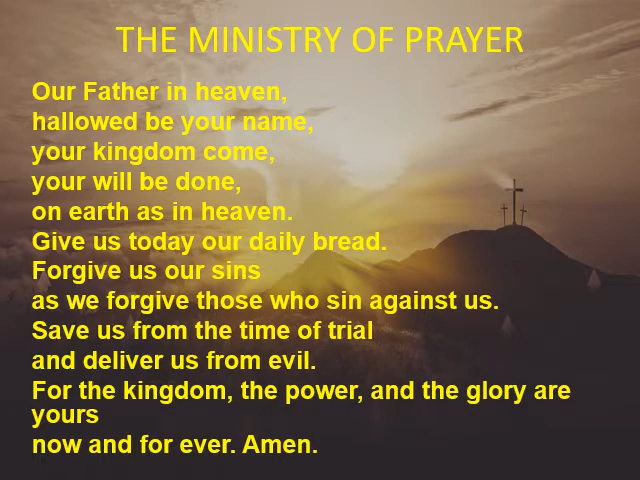 THE MINISTRY OF PRAYER
Our Father in heaven,
hallowed be your name,
your kingdom come,
your will be done,
on earth as in heaven.
Give us today our daily bread.
Forgive us our sins
as we forgive those who sin against us.
Save us from the time of trial
and deliver us from evil.
For the kingdom, the power, and the glory are
yours
now and for ever. Amen.